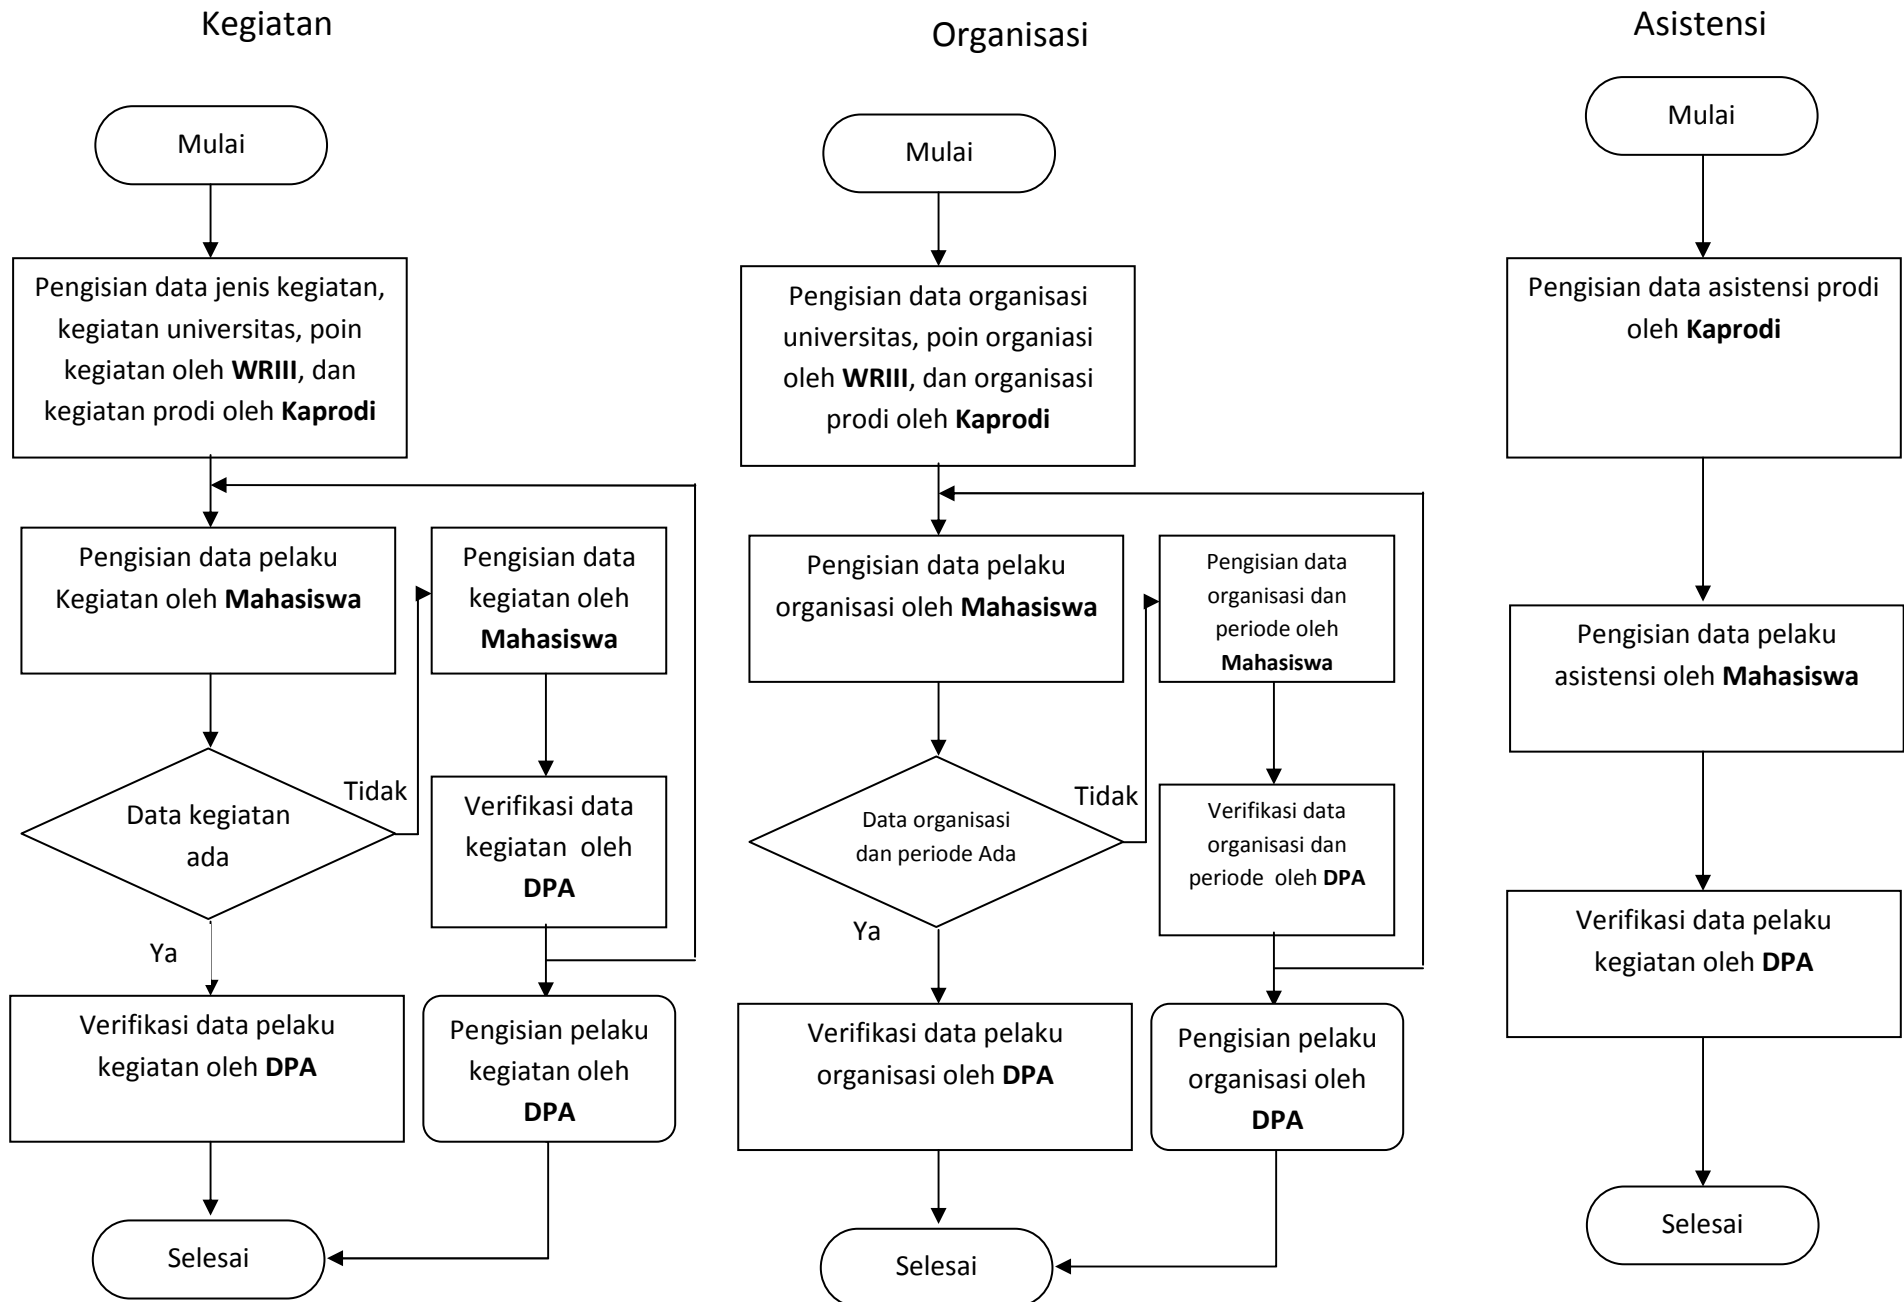 Kegiatan
Mulai
Pengisian data jenis kegiatan,
kegiatan universitas, poin
kegiatan oleh WRIII, dan
kegiatan prodi oleh Kaprodi
Pengisian data pelaku
Kegiatan oleh Mahasiswa
Pengisian data
kegiatan oleh
Mahasiswa
Data kegiatan
ada
Tidak
Verifikasi data
kegiatan oleh
DPA
Ya
Verifikasi data pelaku
kegiatan oleh DPA
Pengisian pelaku
kegiatan oleh
DPA
Selesai
Organisasi
Mulai
Pengisian data organisasi
universitas, poin organiasi
oleh WRIII, dan organisasi
prodi oleh Kaprodi
Pengisian data pelaku
organisasi oleh Mahasiswa
Pengisian data
organisasi dan
periode oleh
Mahasiswa
Data organisasi
dan periode Ada
Tidak
Verifikasi data
organisasi dan
periode oleh DPA
Ya
Verifikasi data pelaku
organisasi oleh DPA
Pengisian pelaku
organisasi oleh
DPA
Selesai
Asistensi
Mulai
Pengisian data asistensi prodi
oleh Kaprodi
Pengisian data pelaku
asistensi oleh Mahasiswa
Verifikasi data pelaku
kegiatan oleh DPA
Selesai